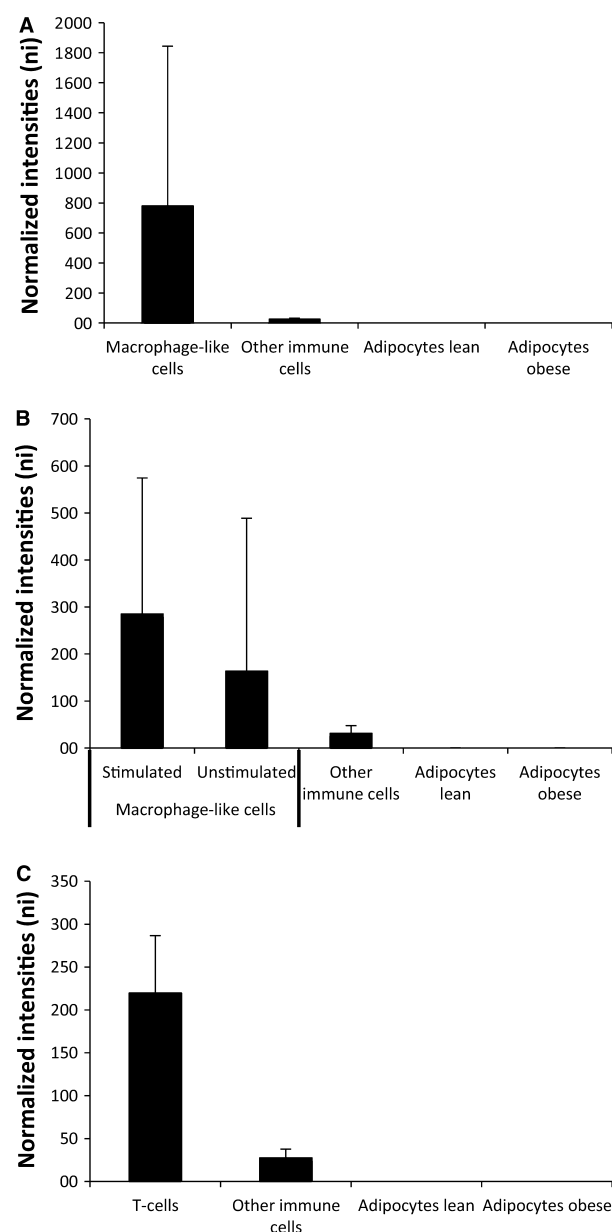 A
Normalized intensities (ni)
2000
1800
1600
1400
1200
1000
800
600
400
200
00
Macrophage-like
cells
Other immune
cells
Adipocytes lean
Adipocytes
obese
B
Normalized intensities (ni)
700
600
500
400
300
200
100
00
Stimulated
Unstimulated
Macrophage-like cells
Other
immune cells
Adipocytes
lean
Adipocytes
obese
C
Normalized intensities (ni)
350
300
250
200
150
100
50
00
T-cells
Other immune
cells
Adipocytes lean
Adipocytes obese